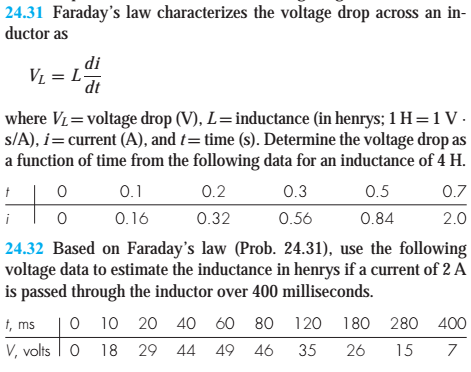 24.31 Faraday's law characterizes the voltage drop across an in-
ductor as
V_L = L di/dt
where V_L = voltage drop (V), L = inductance (in henrys; 1 H = 1 V ·
s/A), i = current (A), and t = time (s). Determine the voltage drop as
a function of time from the following data for an inductance of 4 H.
t 0 0.1 0.2 0.3 0.5 0.7
i 0 0.16 0.32 0.56 0.84 2.0
24.32 Based on Faraday's law (Prob. 24.31), use the following
voltage data to estimate the inductance in henrys if a current of 2 A
is passed through the inductor over 400 milliseconds.
t, ms 0 10 20 40 60 80 120 180 280 400
V, volts 0 18 29 44 49 46 35 26 15 7